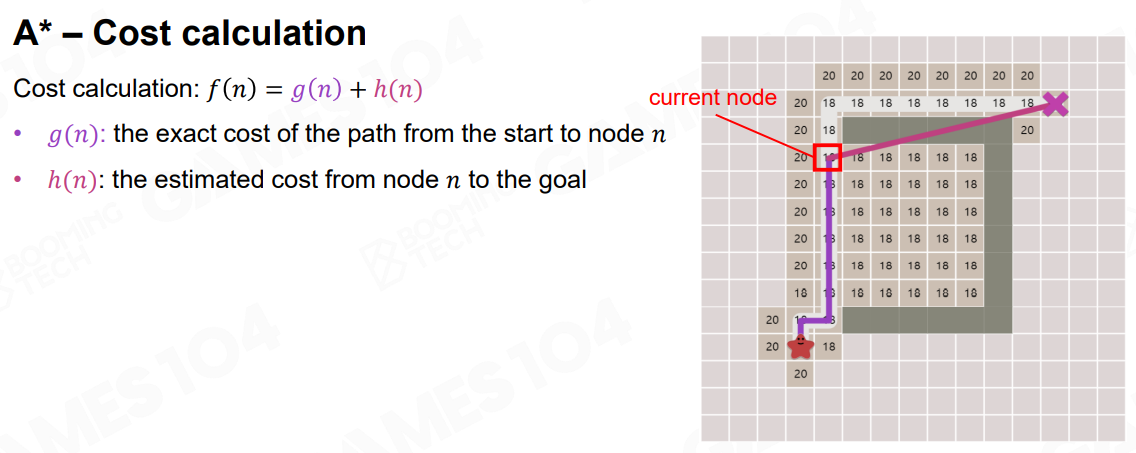 A* – Cost calculation
Cost calculation: f(n) = g(n) + h(n)
• g(n): the exact cost of the path from the start to node n
• h(n): the estimated cost from node n to the goal
current node
20 20 20 20 20 20 20 20
20 18 18 18 18 18 18 18 18
20 18 20
20 18 18 18 18 18 18
20 18 18 18 18 18 18
20 18 18 18 18 18 18
20 18 18 18 18 18 18
20 18 18 18 18 18 18
18 18 18 18 18 18 18
20 18 18
20 18
20
BOOMING TECH
GAMES104